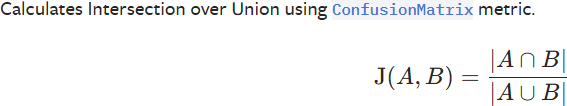 Calculates Intersection over Union using ConfusionMatrix metric.
J(A, B) = |A ∩ B| / |A ∪ B|